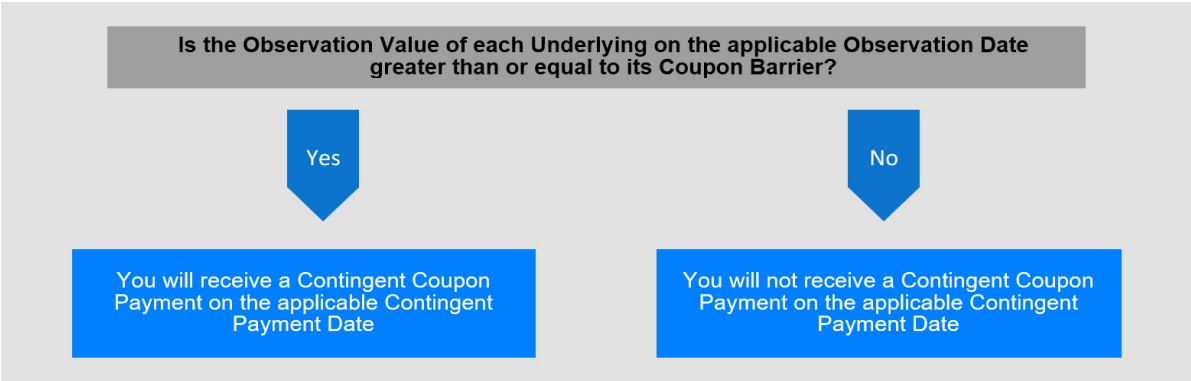 Is the Observation Value of each Underlying on the applicable Observation Date
greater than or equal to its Coupon Barrier?
Yes
No
You will receive a Contingent Coupon
Payment on the applicable Contingent
Payment Date
You will not receive a Contingent Coupon
Payment on the applicable Contingent
Payment Date